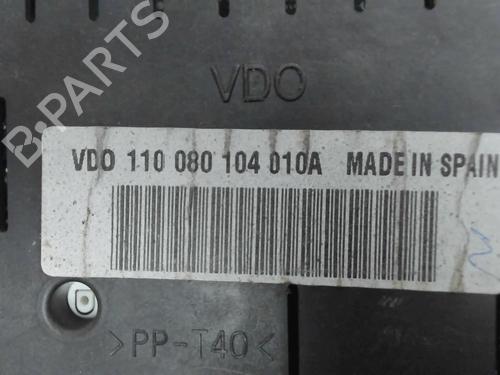 B-PARTS
VDO
VDO 110 080 104 010A MADE IN SPAIN
>PP-T40<